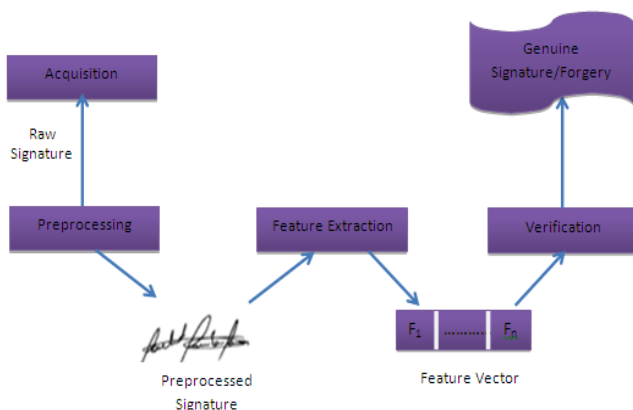 Acquisition
Genuine
Signature/Forgery
Raw
Signature
Preprocessing
Feature Extraction
Verification
F1 ........... Fn
Preprocessed
Signature
Feature Vector